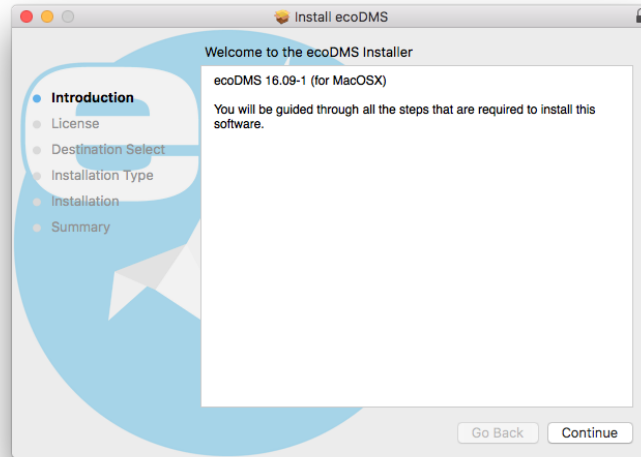 Install ecoDMS
Welcome to the ecoDMS Installer
Introduction
License
Destination Select
Installation Type
Installation
Summary
ecoDMS 16.09-1 (for MacOSX)
You will be guided through all the steps that are required to install this
software.
Go Back
Continue